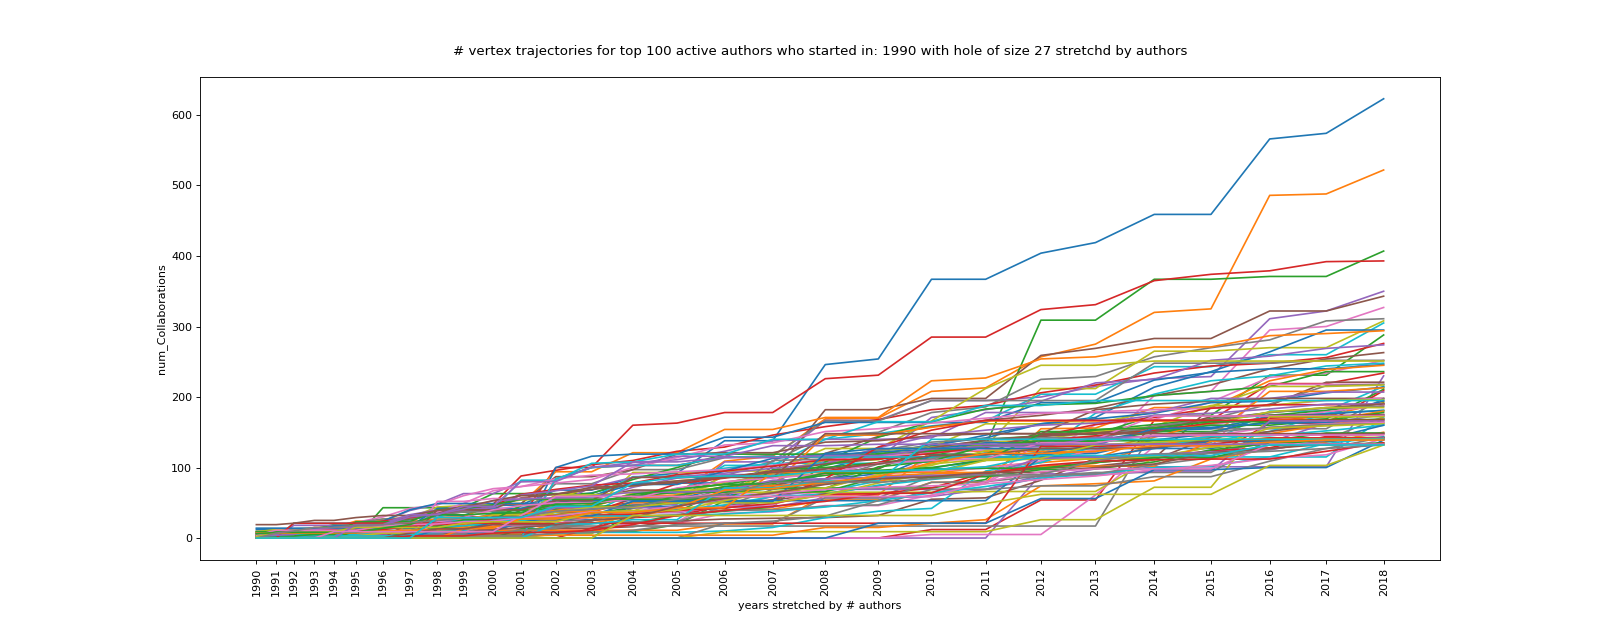 # vertex trajectories for top 100 active authors who started in: 1990 with hole of size 27 stretchd by authors
num_Collaborations
600
500
400
300
200
100
0
1990 1991 1992 1993 1994 1995 1996 1997 1998 1999 2000 2001 2002 2003 2004 2005 2006 2007 2008 2009 2010 2011 2012 2013 2014 2015 2016 2017 2018
years stretched by # authors